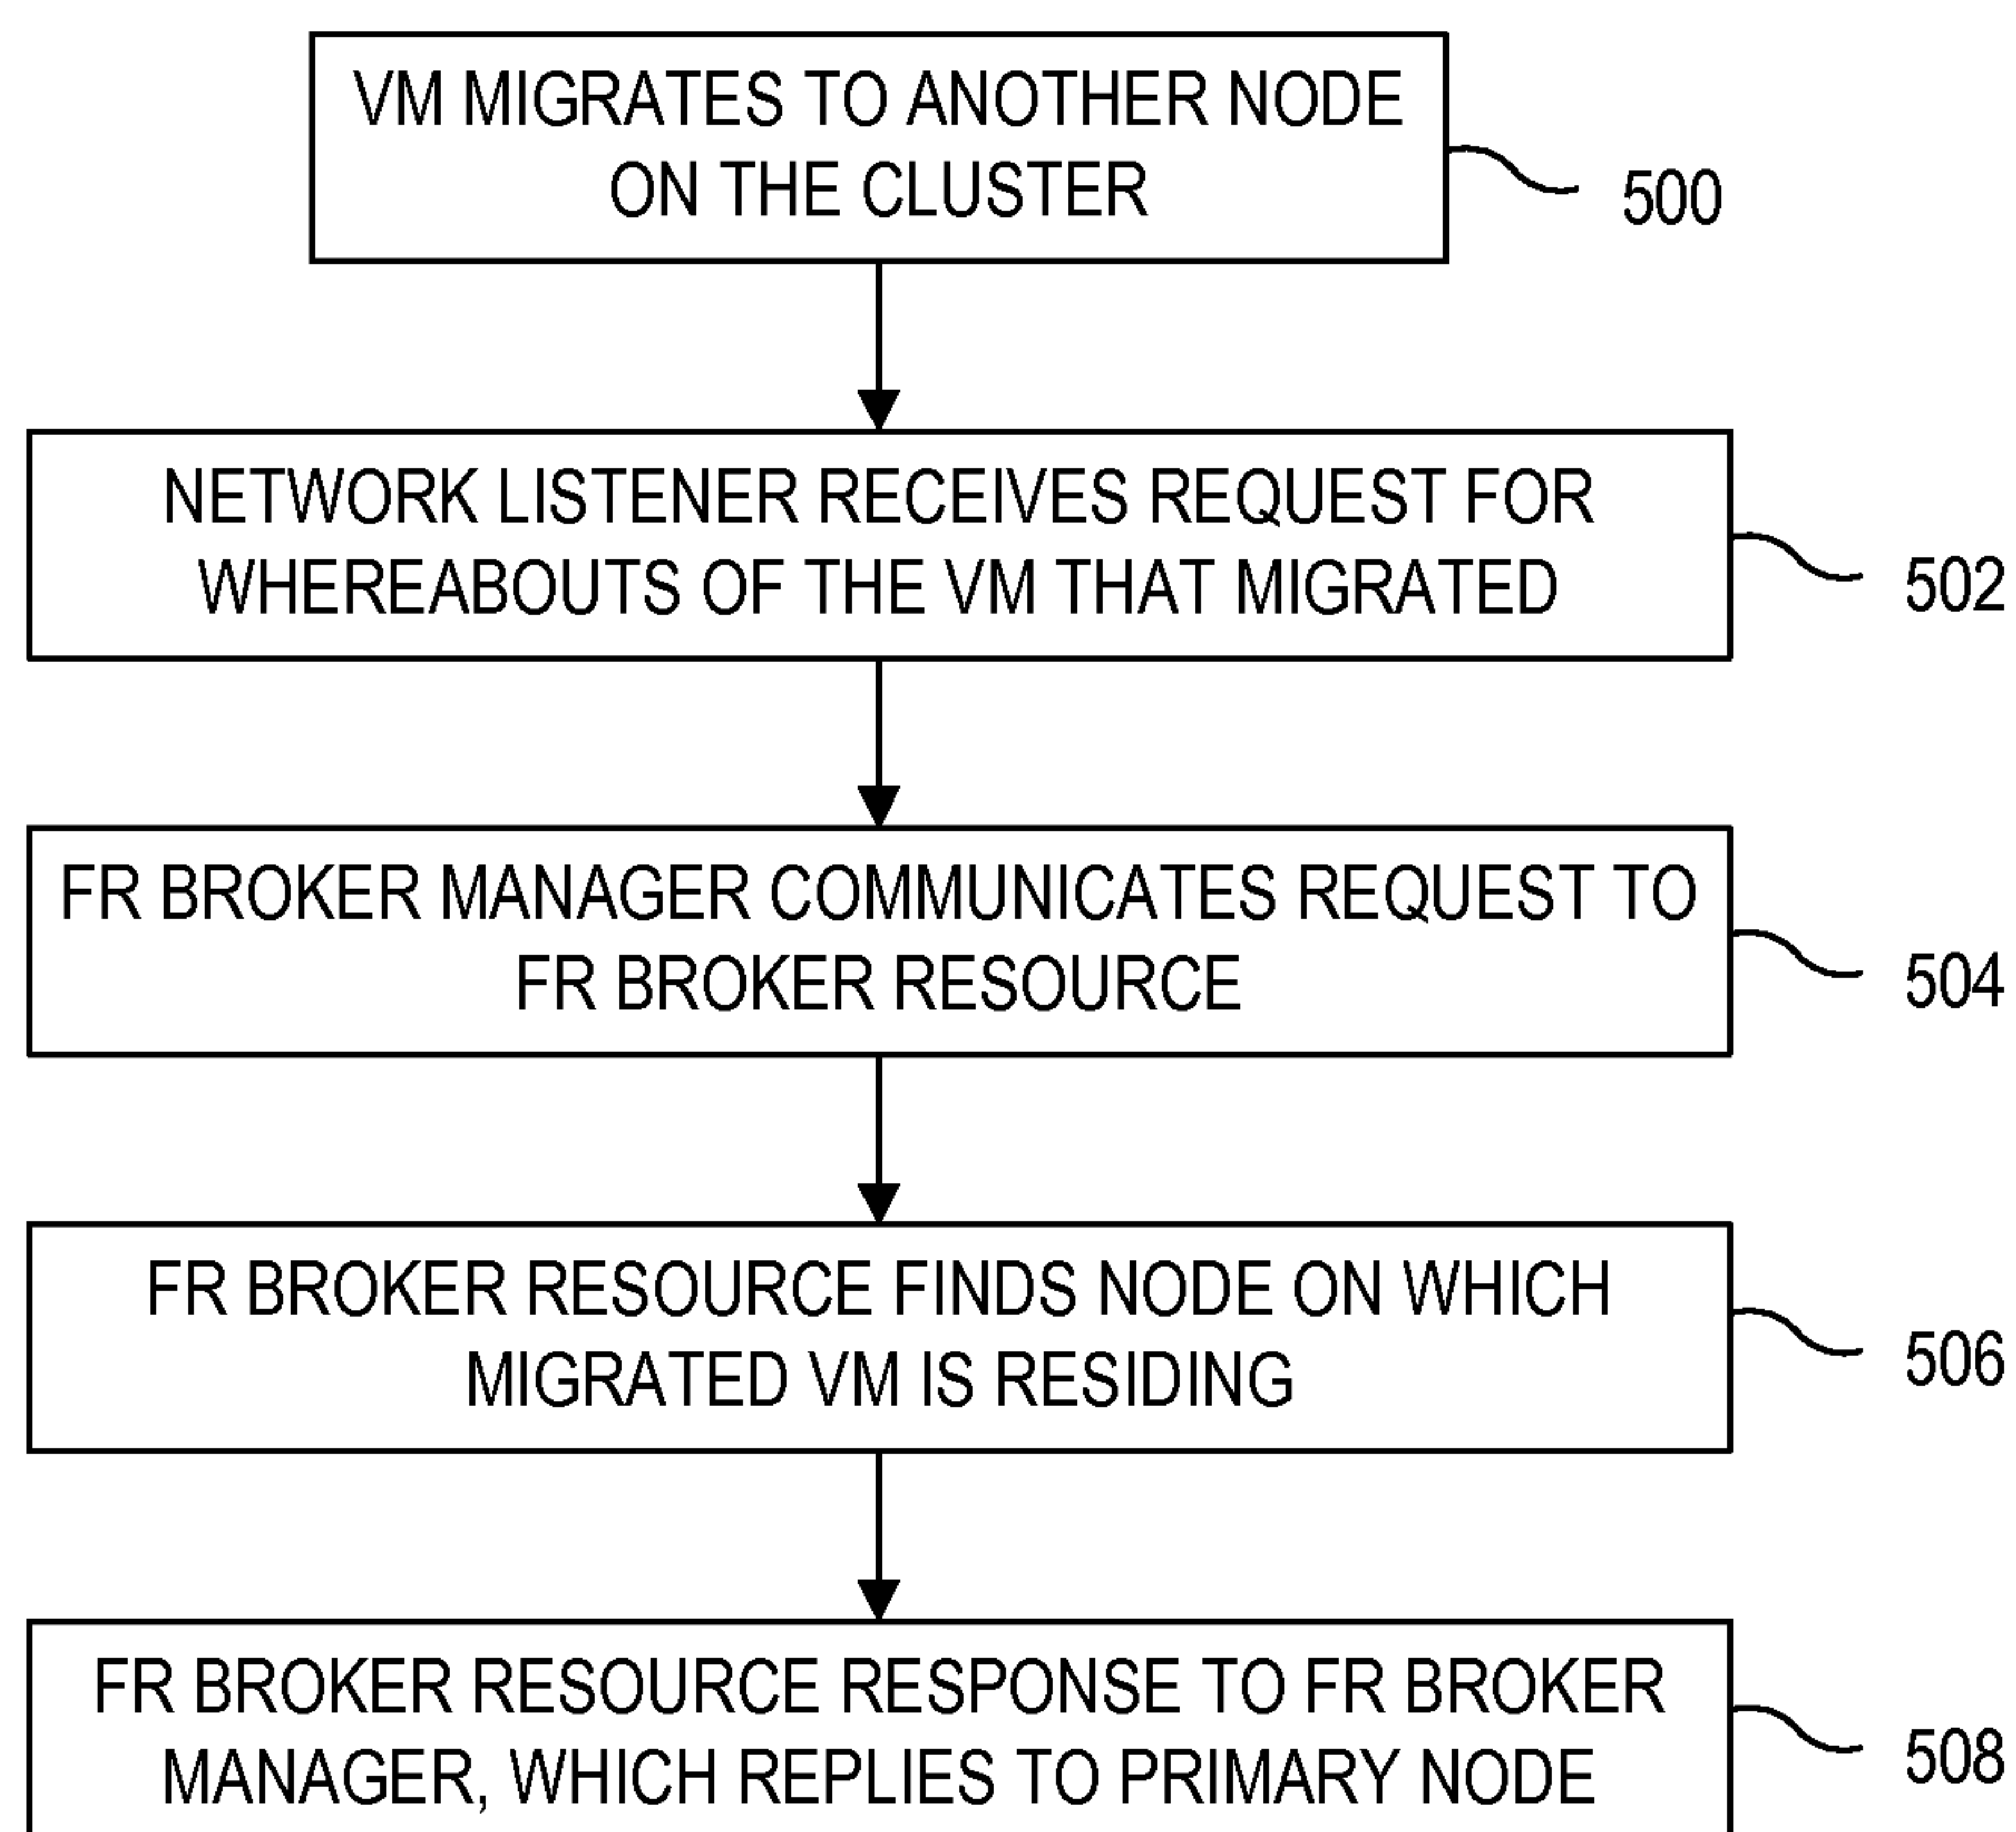 VM MIGRATES TO ANOTHER NODE
ON THE CLUSTER
500
NETWORK LISTENER RECEIVES REQUEST FOR
WHEREABOUTS OF THE VM THAT MIGRATED
502
FR BROKER MANAGER COMMUNICATES REQUEST TO
FR BROKER RESOURCE
504
FR BROKER RESOURCE FINDS NODE ON WHICH
MIGRATED VM IS RESIDING
506
FR BROKER RESOURCE RESPONSE TO FR BROKER
MANAGER, WHICH REPLIES TO PRIMARY NODE
508